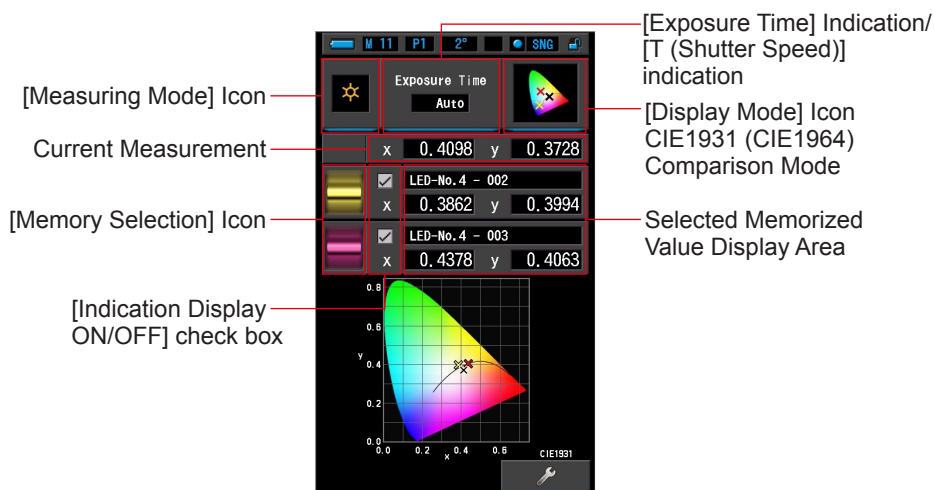 [Exposure Time] Indication/
[T (Shutter Speed)]
indication
M 11 P1 2° SNG
[Measuring Mode] Icon
Exposure Time
Auto
[Display Mode] Icon
CIE1931 (CIE1964)
Comparison Mode
Current Measurement
x 0.4098 y 0.3728
LED-No.4 - 002
x 0.3862 y 0.3994
[Memory Selection] Icon
LED-No.4 - 003
x 0.4378 y 0.4063
Selected Memorized
Value Display Area
[Indication Display
ON/OFF] check box
0.8
0.6
y
0.4
0.2
0.0
0.0 0.2 x 0.4 0.6
CIE1931